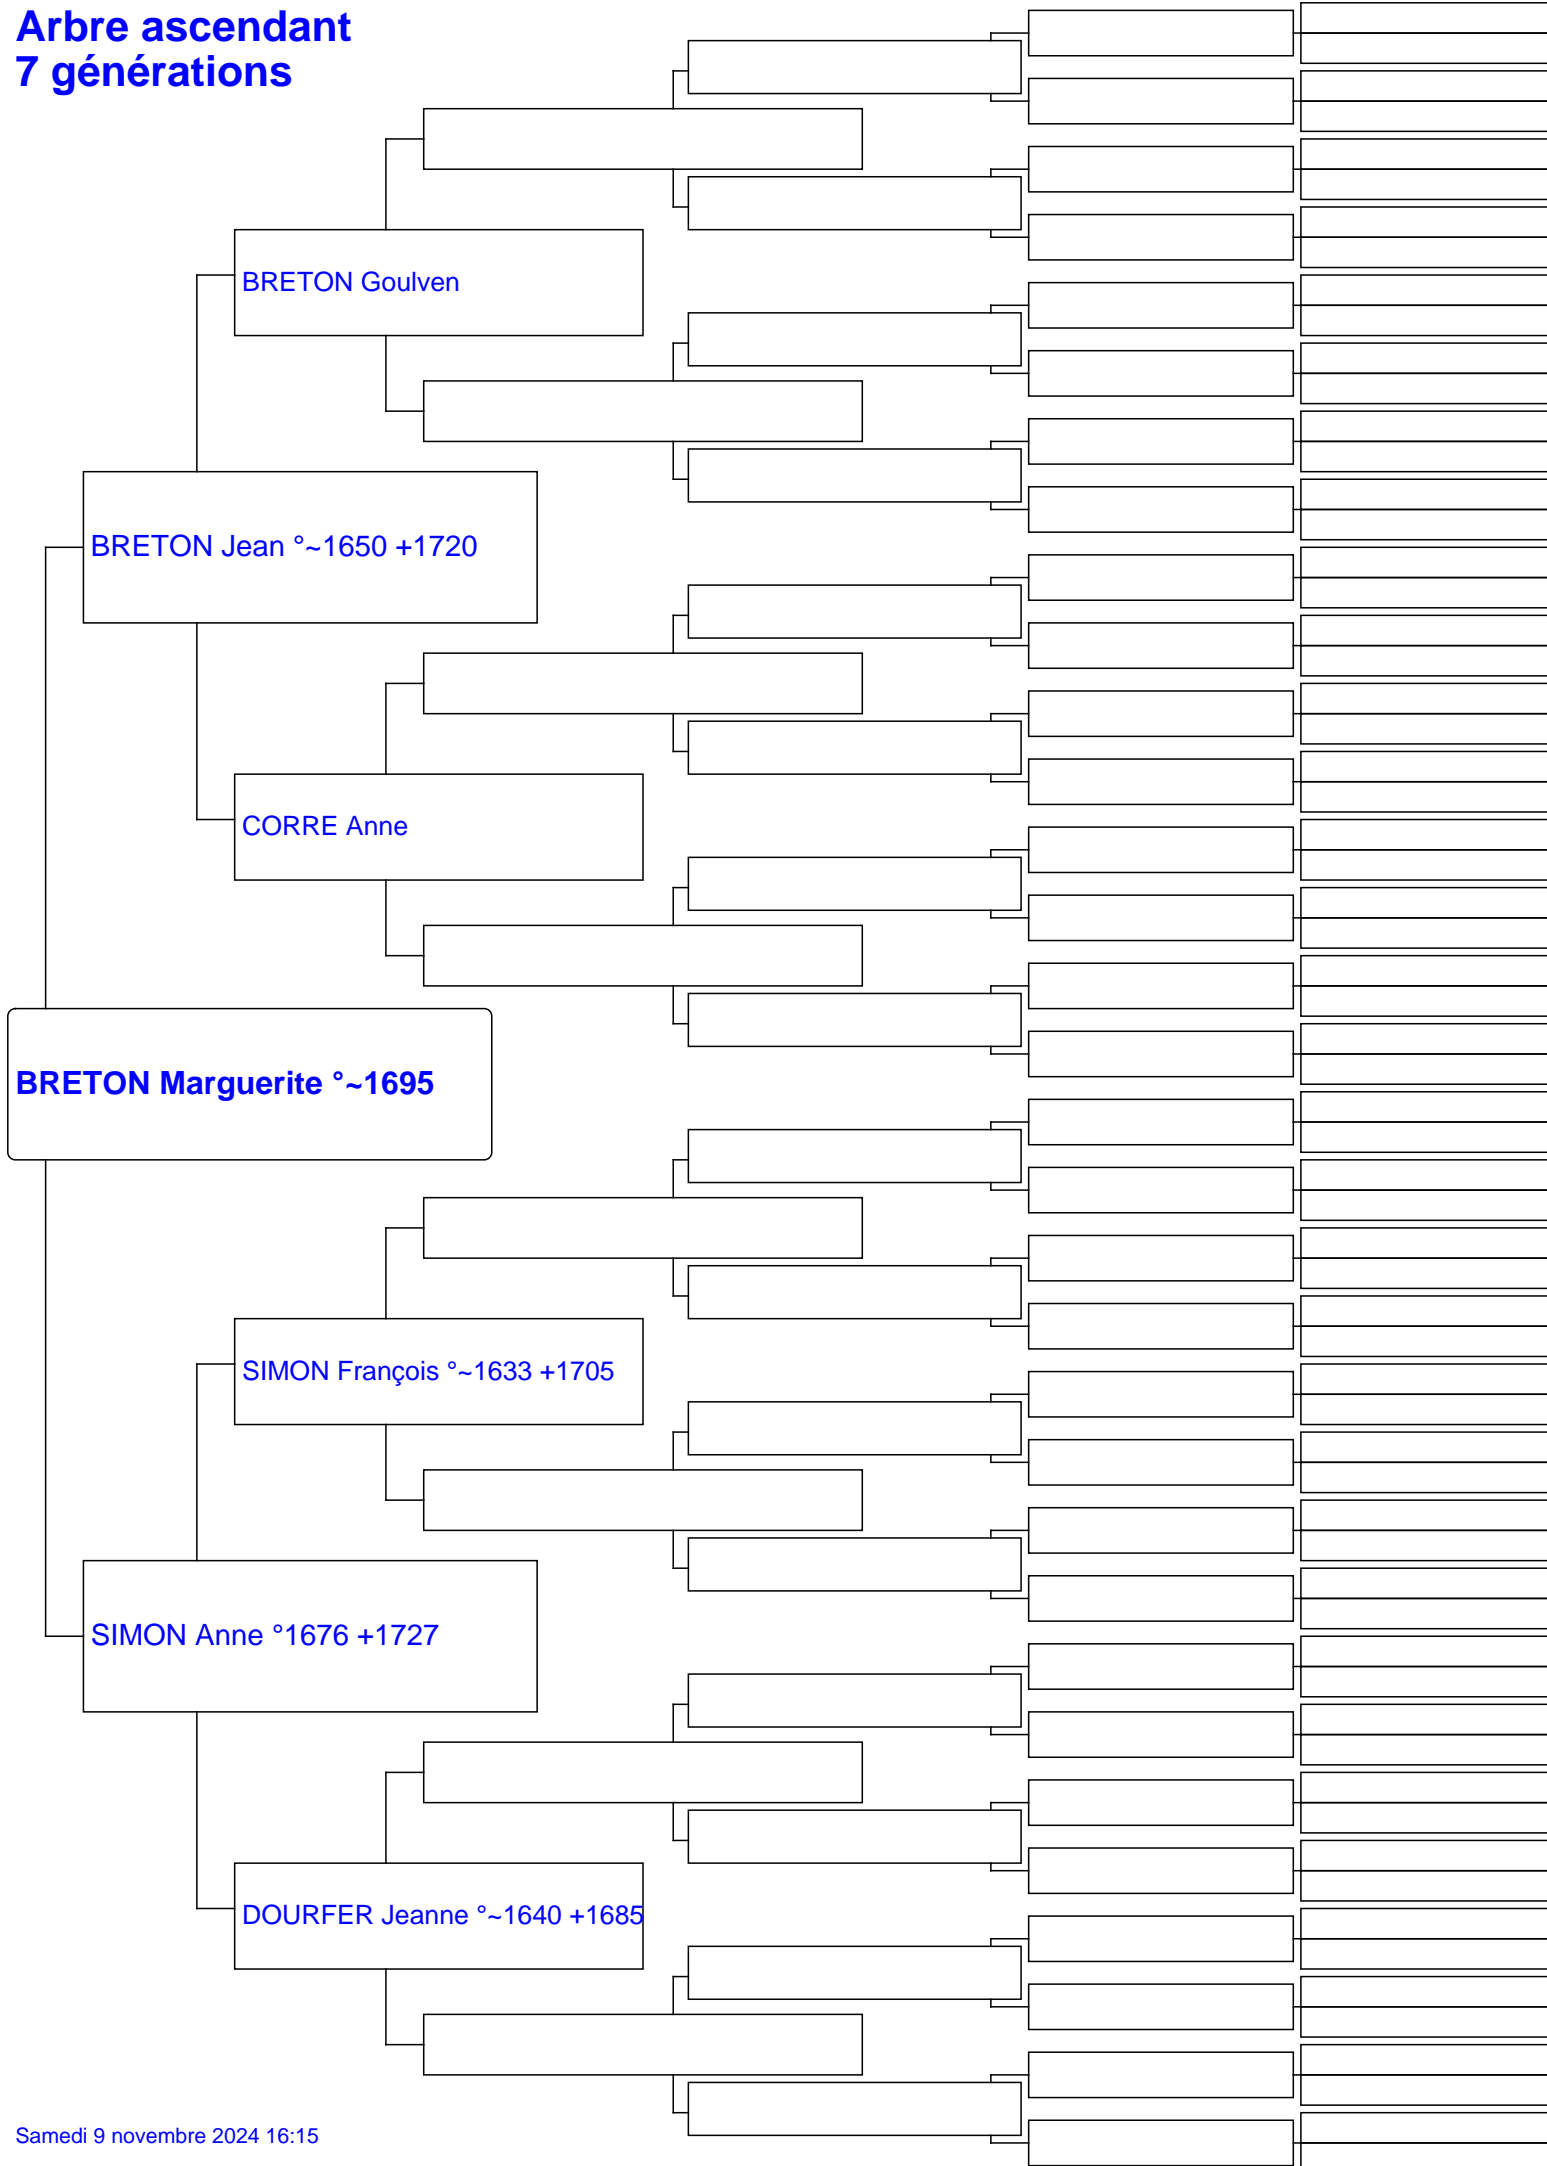 Arbre ascendant
7 générations
BRETON Goulven
BRETON Jean °~1650 +1720
CORRE Anne
BRETON Marguerite °~1695
SIMON François °~1633 +1705
SIMON Anne °1676 +1727
DOURFER Jeanne °~1640 +1685
Samedi 9 novembre 2024 16:15